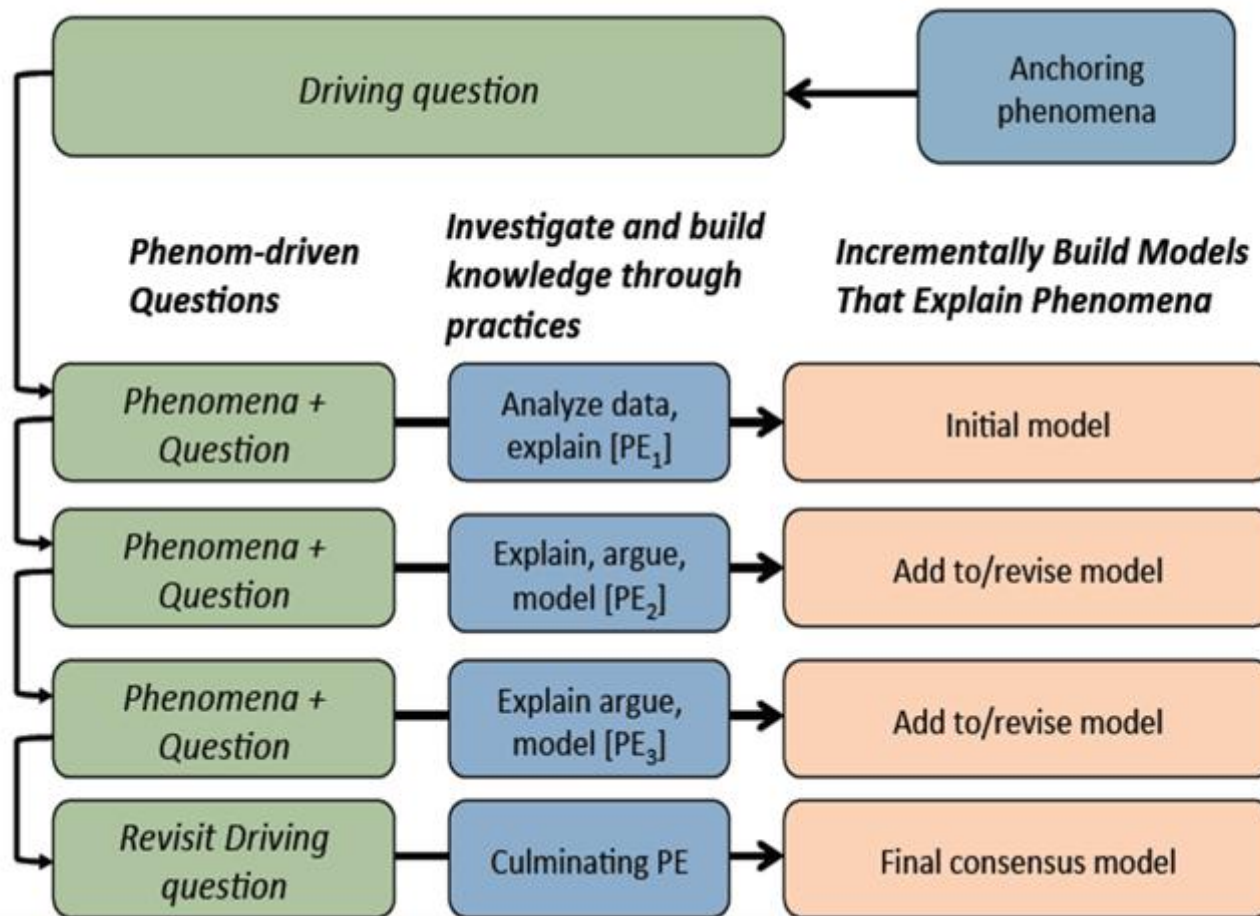 Driving question
Anchoring
phenomena
Phenom-driven
Questions
Investigate and build
knowledge through
practices
Incrementally Build Models
That Explain Phenomena
Phenomena +
Question
Analyze data,
explain [PE₁]
Initial model
Phenomena +
Question
Explain, argue,
model [PE₂]
Add to/revise model
Phenomena +
Question
Explain argue,
model [PE₃]
Add to/revise model
Revisit Driving
question
Culminating PE
Final consensus model